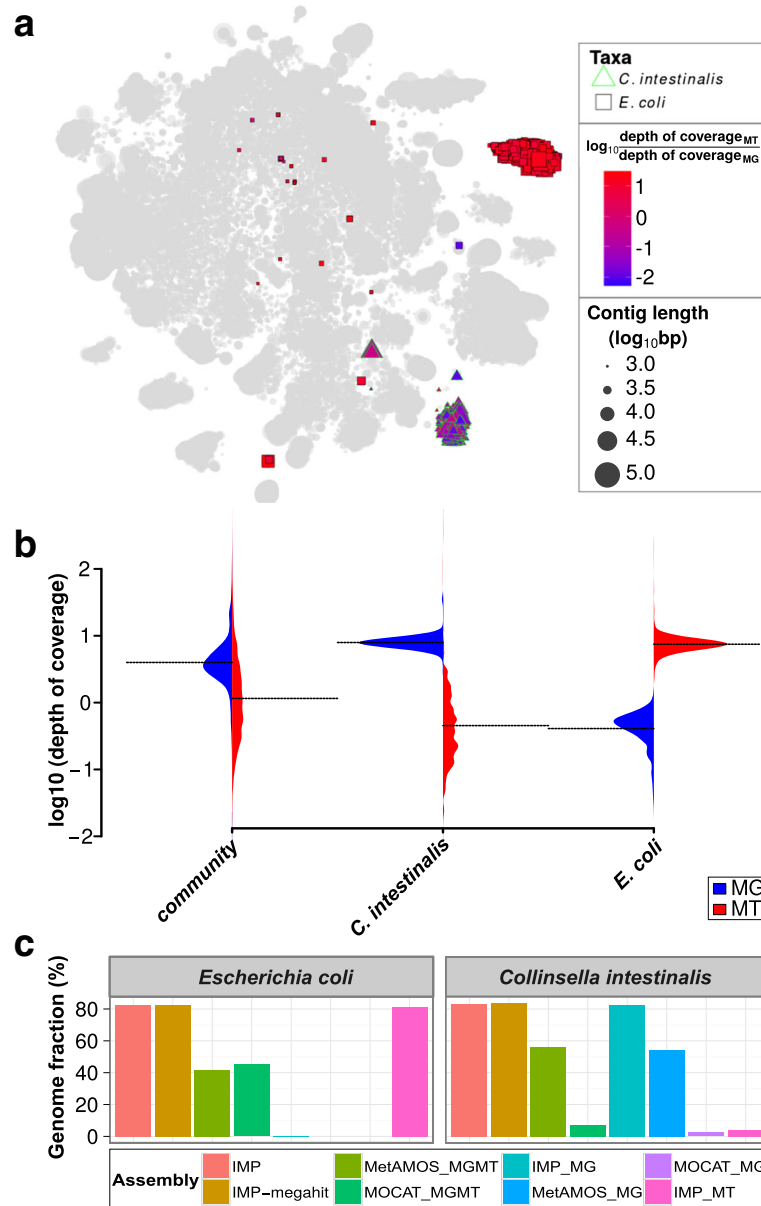 a
Taxa
C. intestinalis
E. coli
log10 depth of coverageMT
depth of coverageMG
1
0
-1
-2
Contig length
(log10bp)
3.0
3.5
4.0
4.5
5.0
b
log10 (depth of coverage)
2
1
0
−1
−2
community
C. intestinalis
E. coli
MG
MT
c
Genome fraction (%)
Escherichia coli
Collinsella intestinalis
80
60
40
20
0
Assembly
IMP
MetAMOS_MGMT
IMP_MG
MOCAT_MG
IMP−megahit
MOCAT_MGMT
MetAMOS_MG
IMP_MT